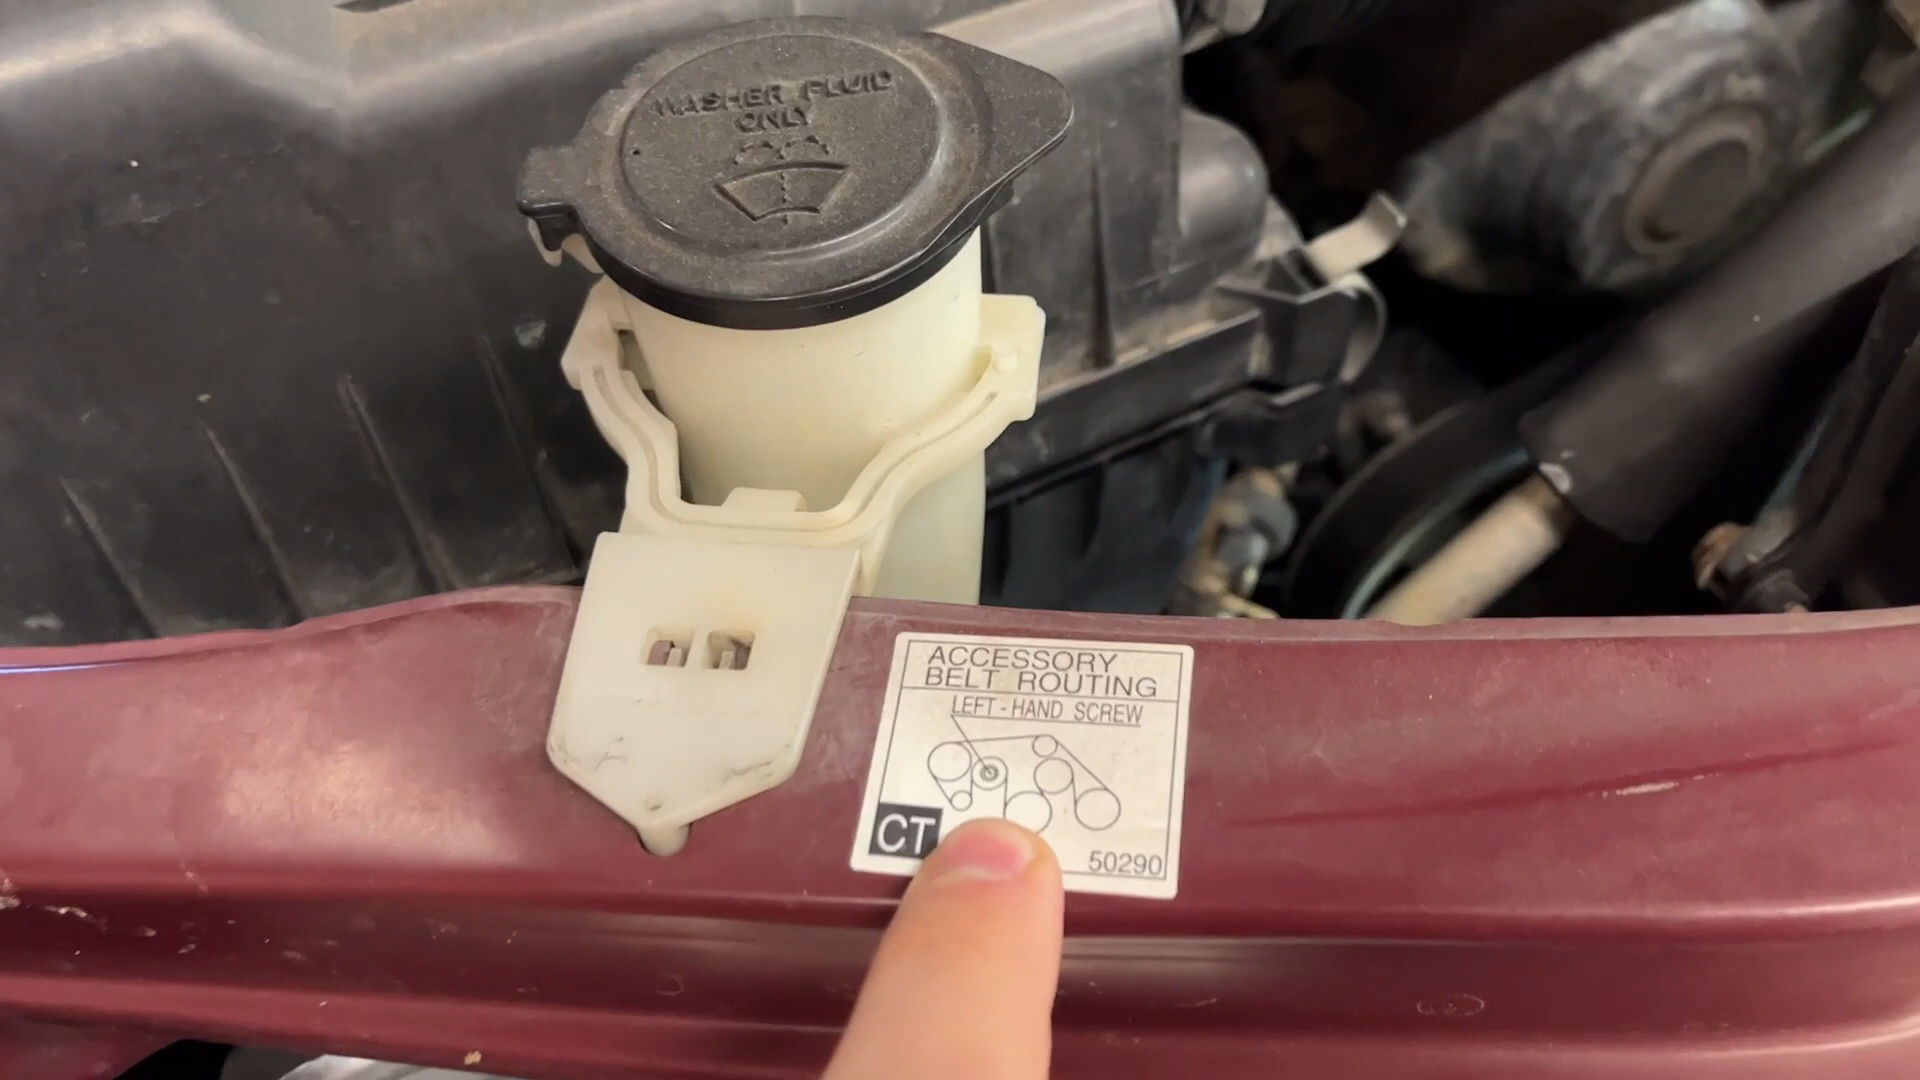 WASHER FLUID
ONLY
ACCESSORY
BELT ROUTING
LEFT-HAND SCREW
CT
50290